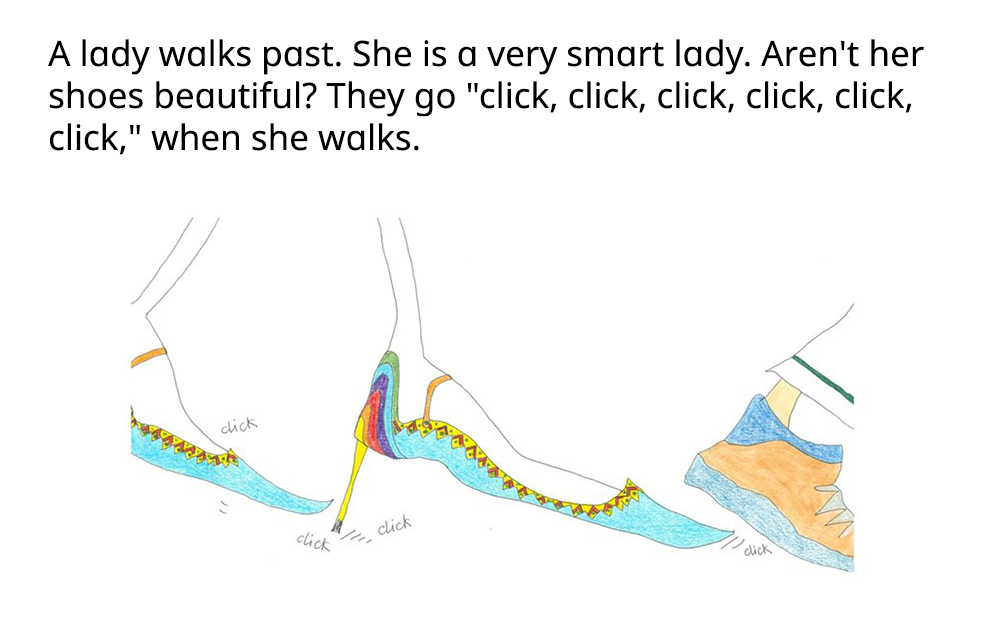 A lady walks past. She is a very smart lady. Aren't her
shoes beautiful? They go "click, click, click, click, click,
click," when she walks.
click
click
click
click